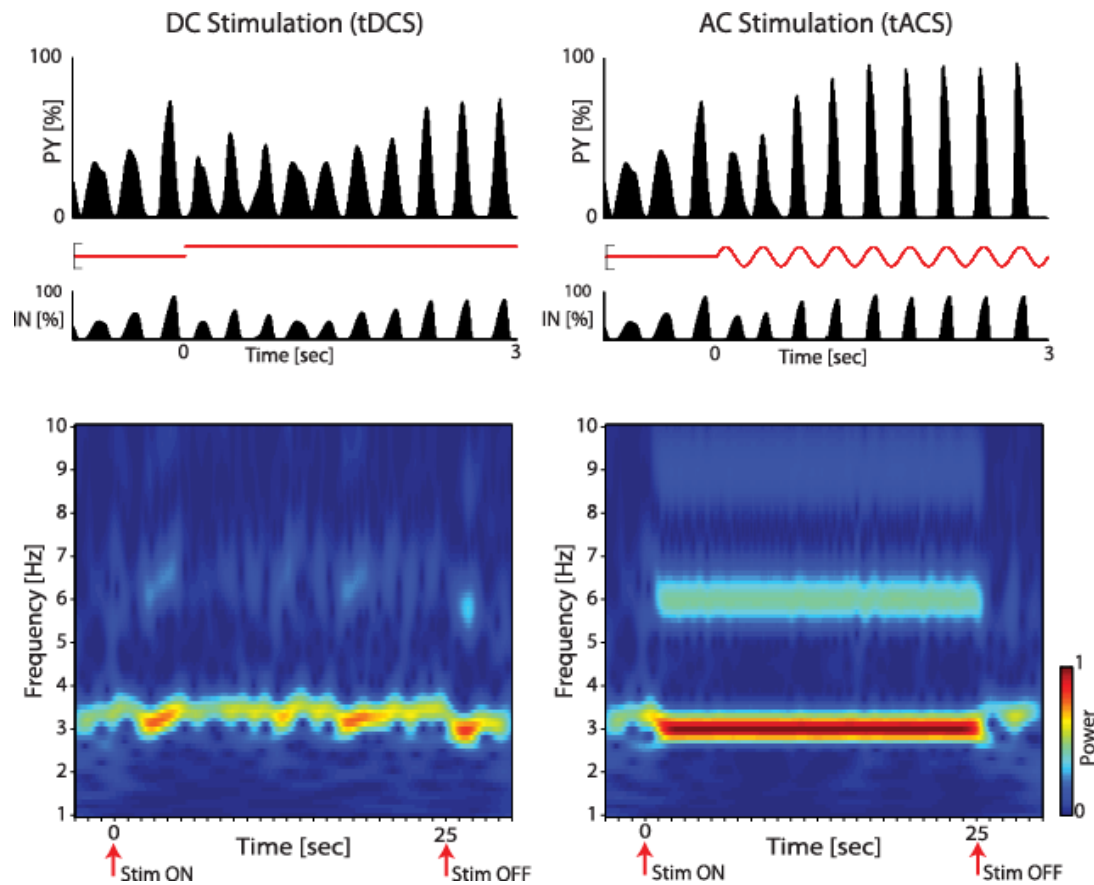 DC Stimulation (tDCS)
AC Stimulation (tACS)
100
PY [%]
0
100
IN [%]
0
Time [sec]
3
100
PY [%]
0
100
IN [%]
0
Time [sec]
3
10
9
8
7
6
5
4
3
2
1
Frequency [Hz]
0
Time [sec]
25
Stim ON
Stim OFF
10
9
8
7
6
5
4
3
2
1
Frequency [Hz]
0
Time [sec]
25
Stim ON
Stim OFF
1
Power
0